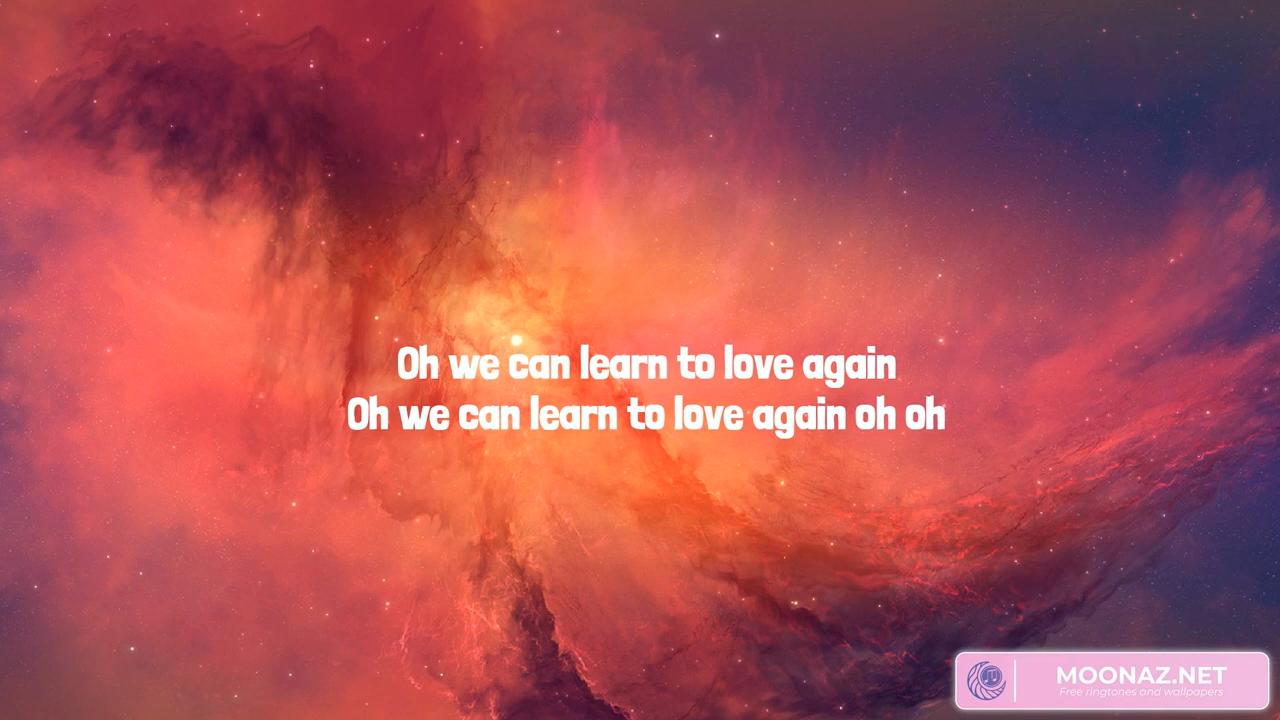 Oh we can learn to love again
Oh we can learn to love again oh oh
MOONAZ.NET
Free ringtones and wallpapers